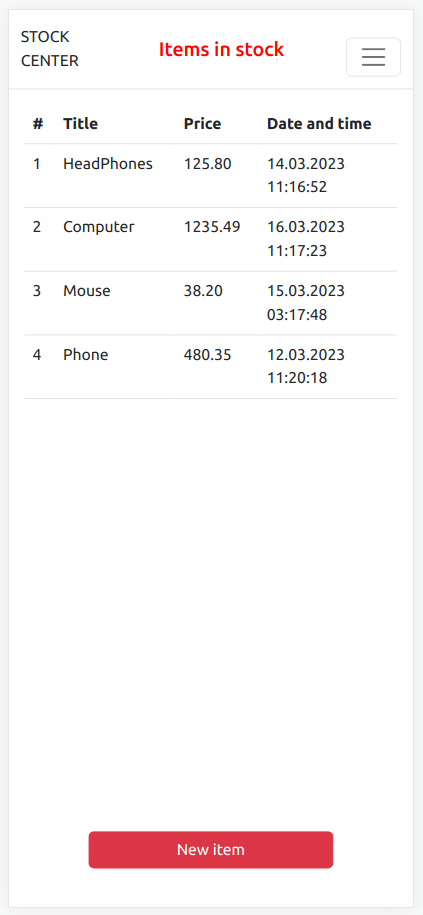 STOCK
CENTER
Items in stock
# Title Price Date and time
1 HeadPhones 125.80 14.03.2023
11:16:52
2 Computer 1235.49 16.03.2023
11:17:23
3 Mouse 38.20 15.03.2023
03:17:48
4 Phone 480.35 12.03.2023
11:20:18
New item